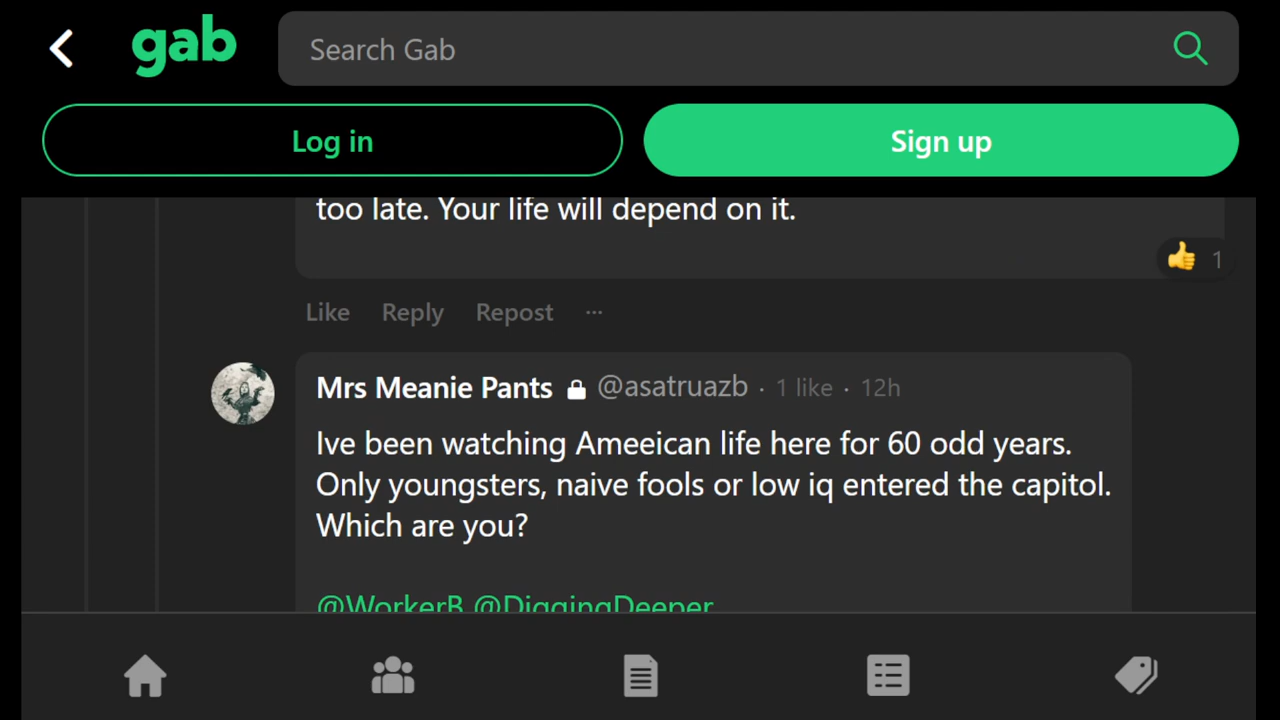 gab
Search Gab
Log in
Sign up
too late. Your life will depend on it.
1
Like Reply Repost ...
Mrs Meanie Pants @asatruazb · 1 like · 12h
Ive been watching Ameeican life here for 60 odd years.
Only youngsters, naive fools or low iq entered the capitol.
Which are you?
@WorkerB @DiggingDeeper